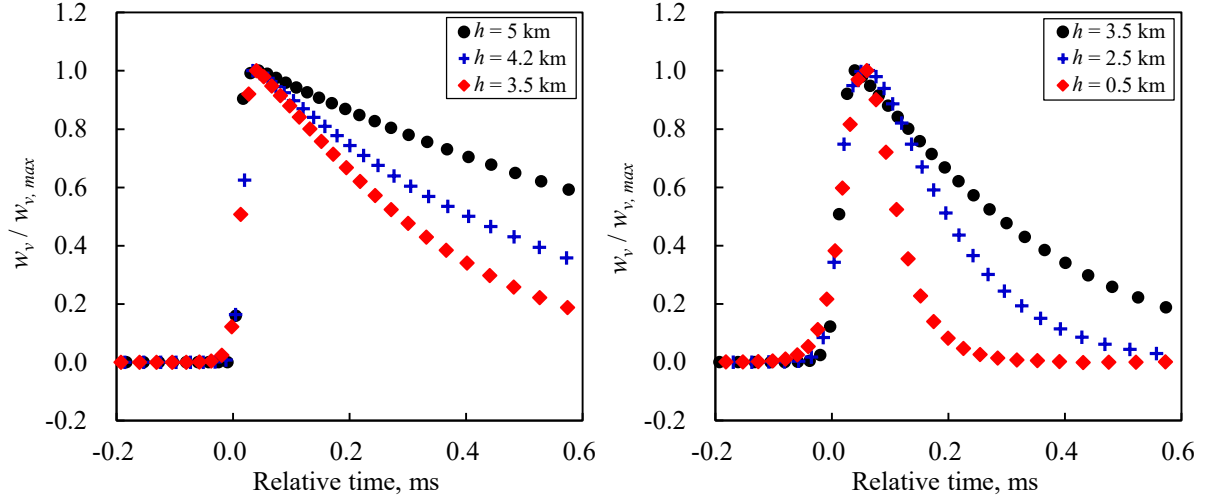 1.2
1.0
0.8
0.6
0.4
0.2
0.0
-0.2
w_v / w_{v, max}
h = 5 km
h = 4.2 km
h = 3.5 km
-0.2 0.0 0.2 0.4 0.6
Relative time, ms
1.2
1.0
0.8
0.6
0.4
0.2
0.0
-0.2
w_v / w_{v, max}
h = 3.5 km
h = 2.5 km
h = 0.5 km
-0.2 0.0 0.2 0.4 0.6
Relative time, ms